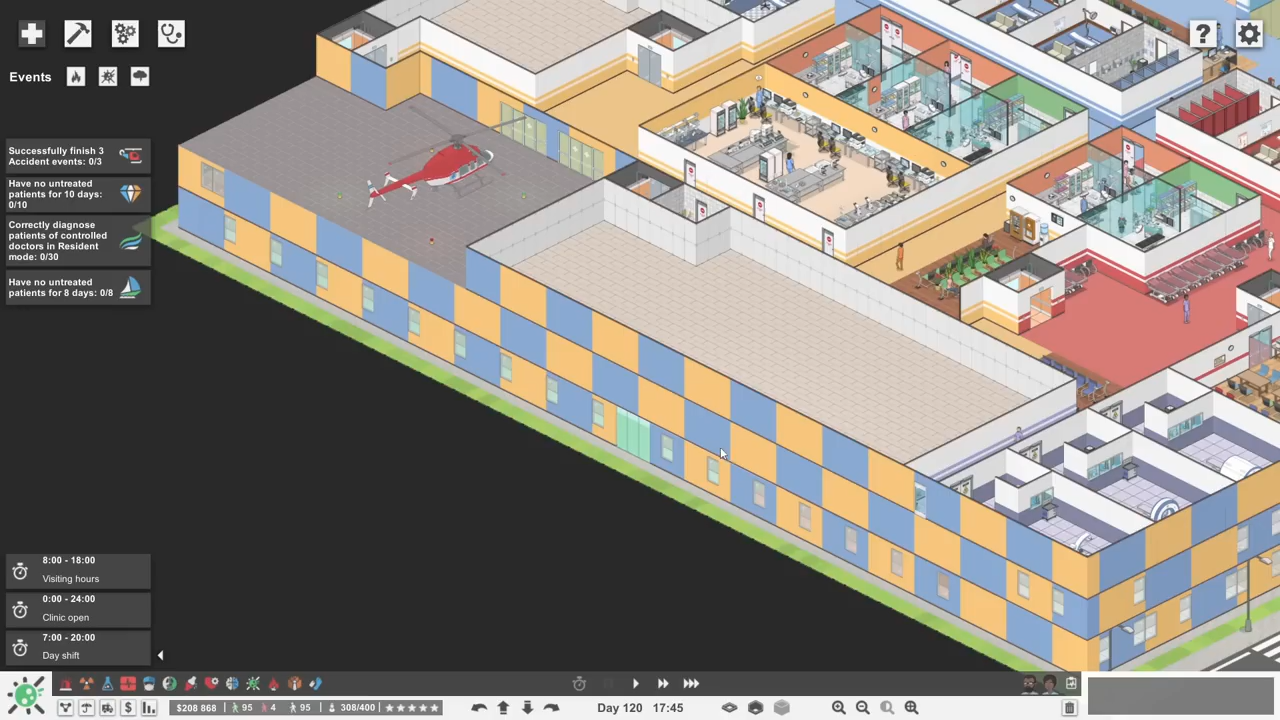 Events
Successfully finish 3
Accident events: 0/3
Have no untreated
patients for 10 days:
0/10
Correctly diagnose
patients of controlled
doctors in Resident
mode: 0/30
Have no untreated
patients for 8 days: 0/8
8:00 - 18:00
Visiting hours
0:00 - 24:00
Clinic open
7:00 - 20:00
Day shift
$208 868
95
4
95
308/400
Day 120 17:45